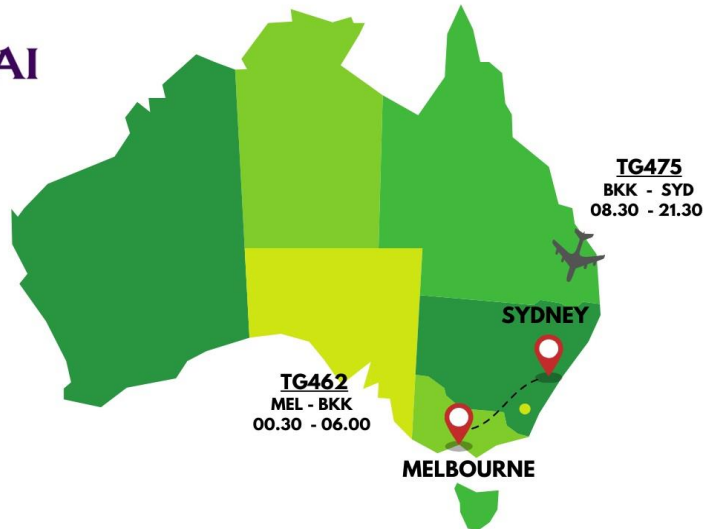 AI
TG475
BKK - SYD
08.30 - 21.30
SYDNEY
TG462
MEL - BKK
00.30 - 06.00
MELBOURNE